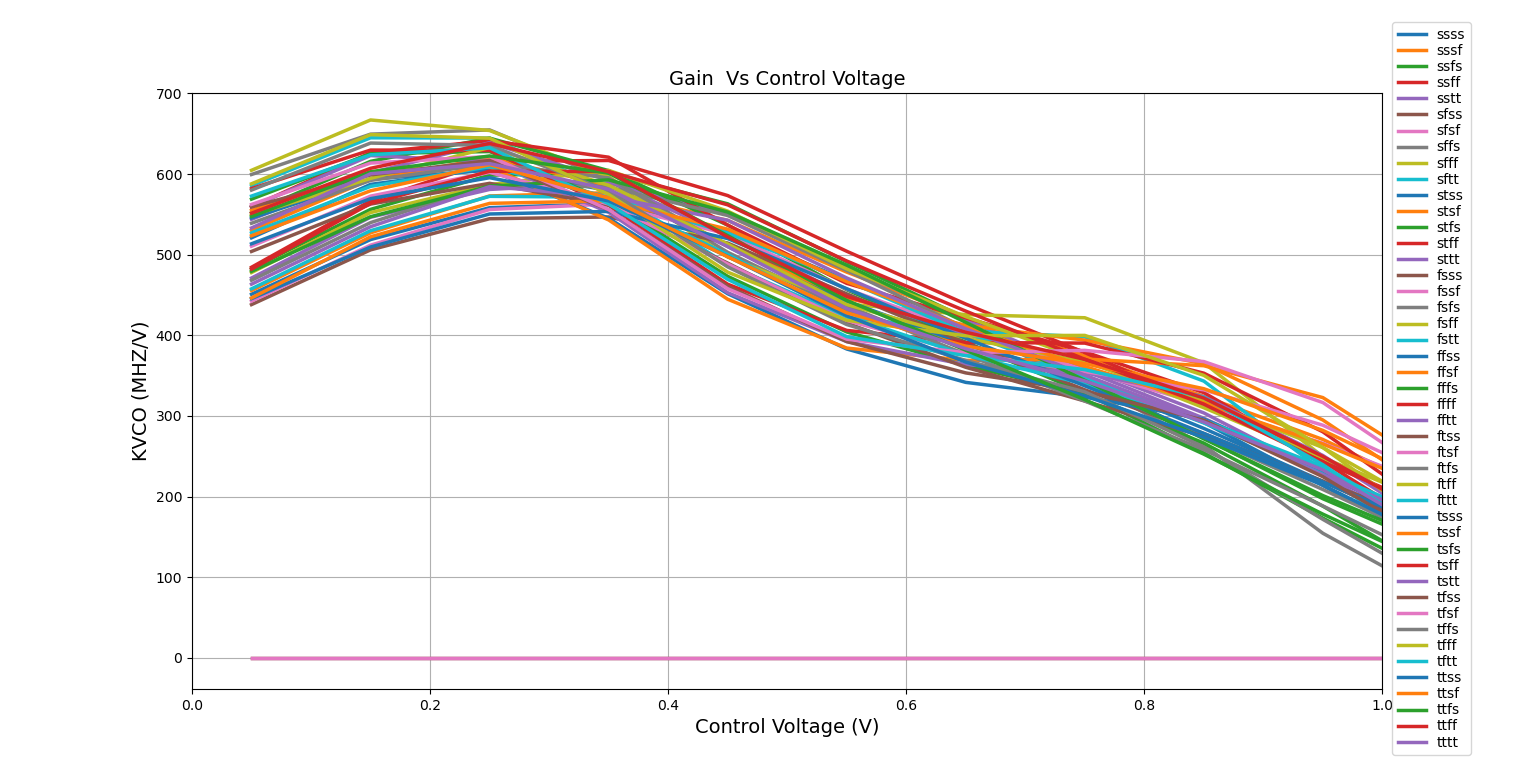 Gain  Vs Control Voltage
KVCO (MHZ/V)
700
600
500
400
300
200
100
0
0.0
0.2
0.4
0.6
0.8
1.0
Control Voltage (V)
ssss
sssf
ssfs
ssff
sstt
sfss
sfsf
sffs
sfff
sftt
stss
stsf
stfs
stff
sttt
fsss
fssf
fsfs
fsff
fstt
ffss
ffsf
fffs
ffff
fftt
ftss
ftsf
ftfs
ftff
fttt
tsss
tssf
tsfs
tsff
tstt
tfss
tfsf
tffs
tfff
tftt
ttss
ttsf
ttfs
ttff
tttt